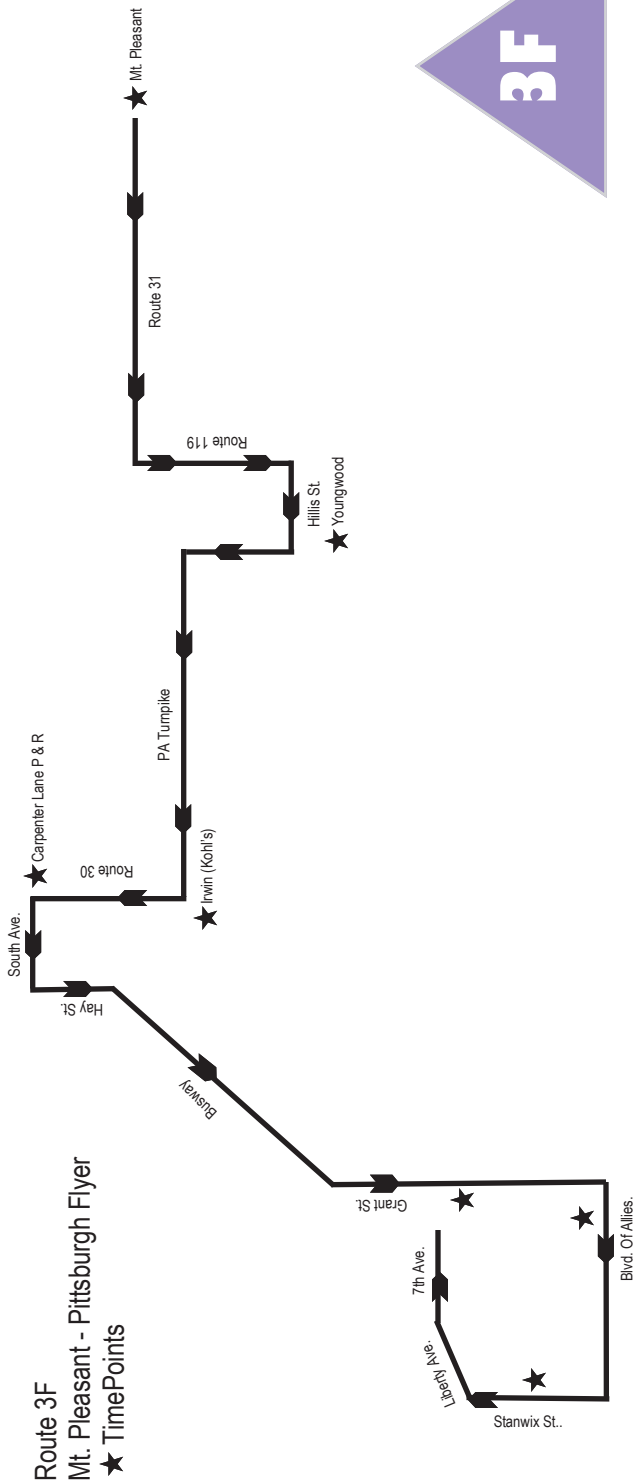 Route 3F
Mt. Pleasant - Pittsburgh Flyer
TimePoints
Mt. Pleasant
Route 31
Route 119
Hillis St.
Youngwood
PA Turnpike
Carpenter Lane P & R
Route 30
Irwin (Kohl's)
South Ave.
Hay St.
Busway
Grant St.
Blvd. Of Allies.
Stanwix St..
Liberty Ave.
7th Ave.
3F